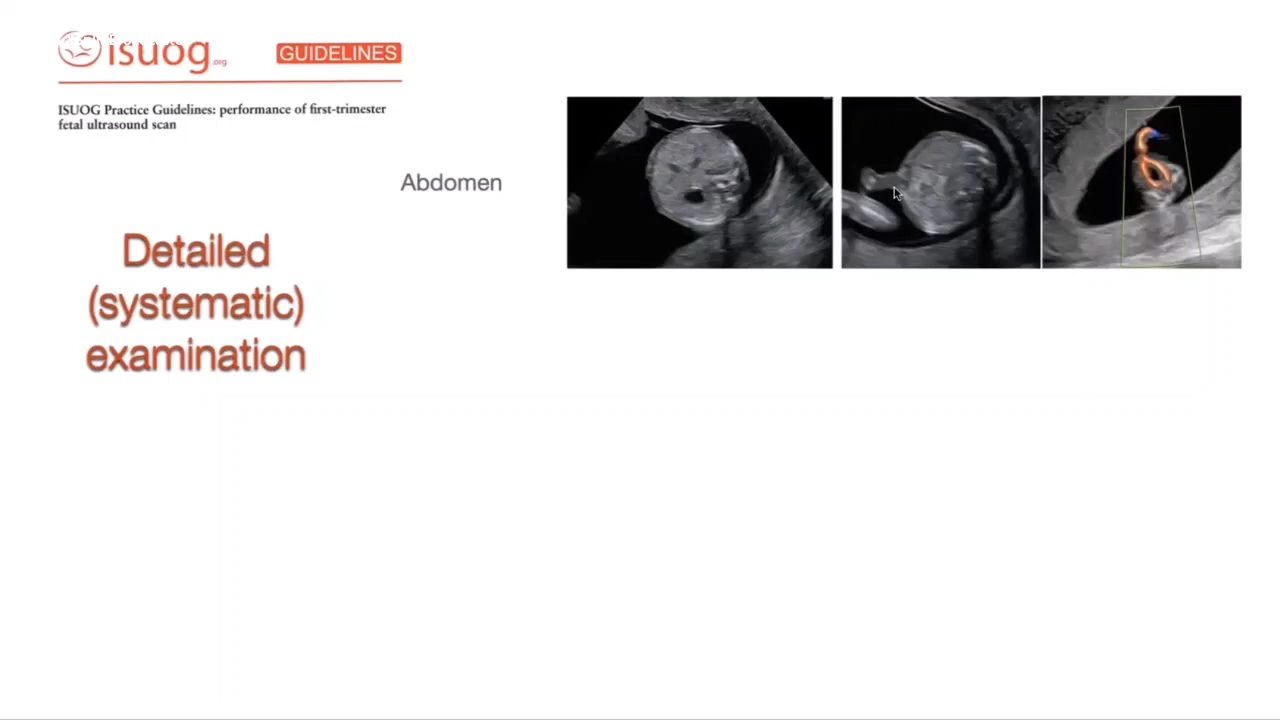 isuog.org
GUIDELINES
ISUOG Practice Guidelines: performance of first-trimester
fetal ultrasound scan
Abdomen
Detailed
(systematic)
examination